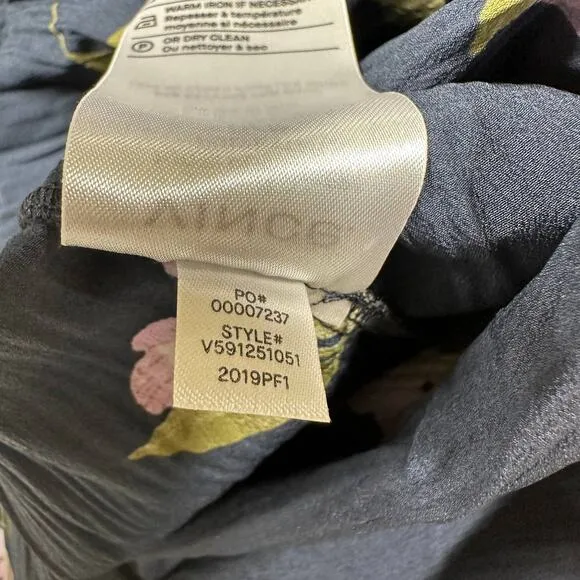 WARM IRON IF NECESS
Repasser à température
moyenne si nécessaire
OR DRY CLEAN
Ou nettoyer à sec
P
Vince
PO#
00007237
STYLE#
V591251051
2019PF1